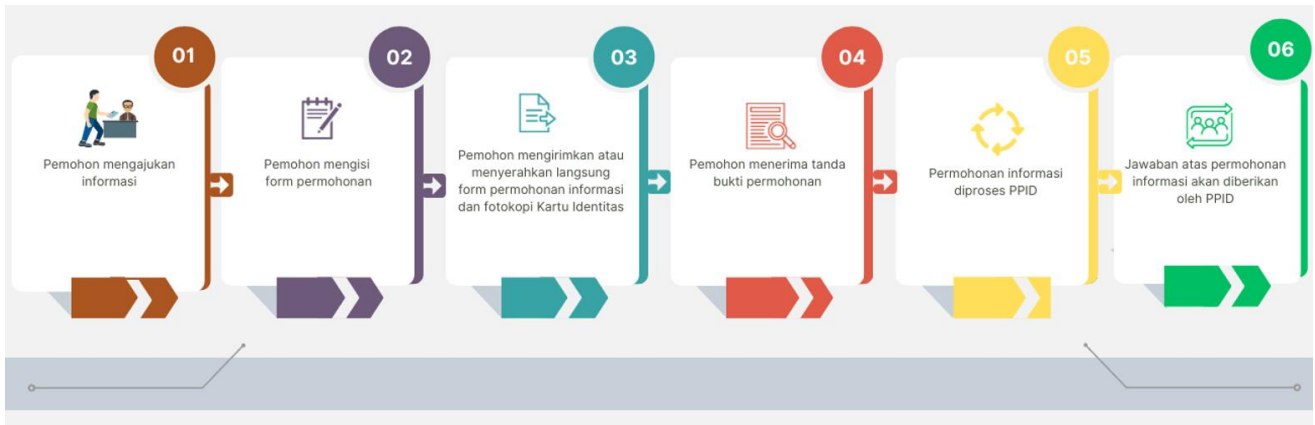 01
Pemohon mengajukan
informasi
02
Pemohon mengisi
form permohonan
03
Pemohon mengirimkan atau
menyerahkan langsung
form permohonan informasi
dan fotokopi Kartu Identitas
04
Pemohon menerima tanda
bukti permohonan
05
Permohonan informasi
diproses PPID
06
Jawaban atas permohonan
informasi akan diberikan
oleh PPID